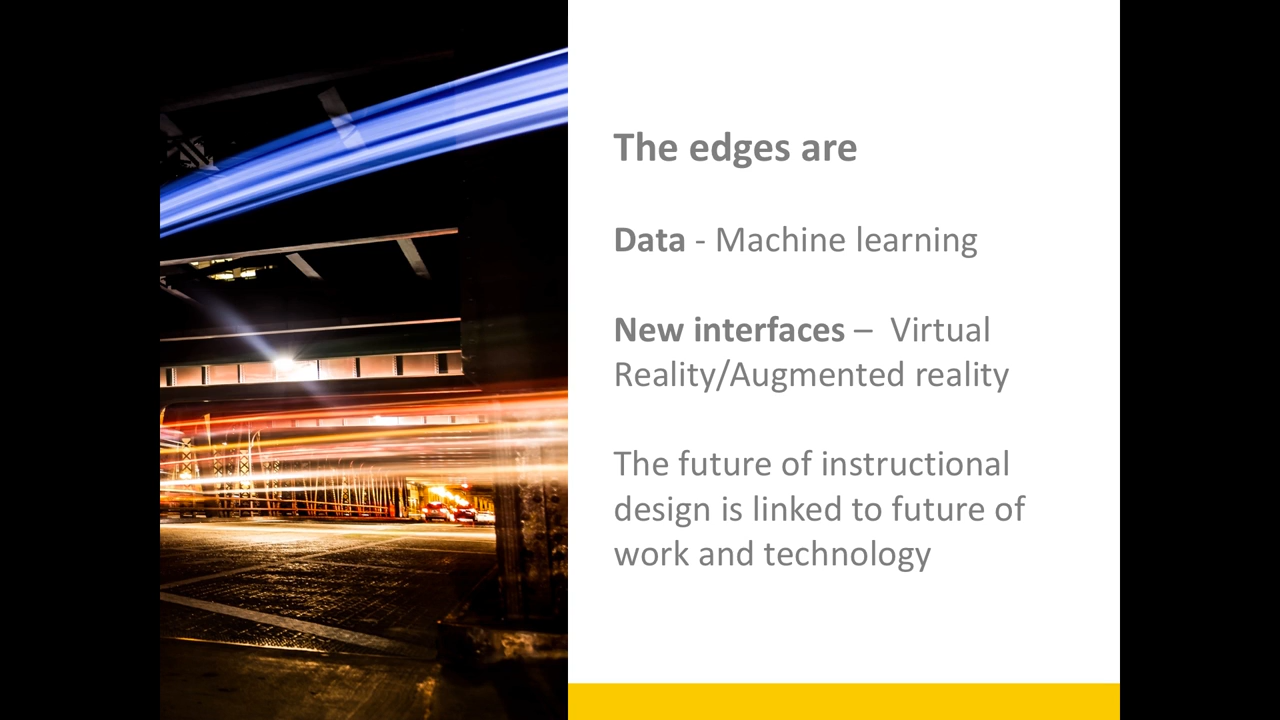 The edges are
Data - Machine learning
New interfaces –  Virtual
Reality/Augmented reality
The future of instructional
design is linked to future of
work and technology